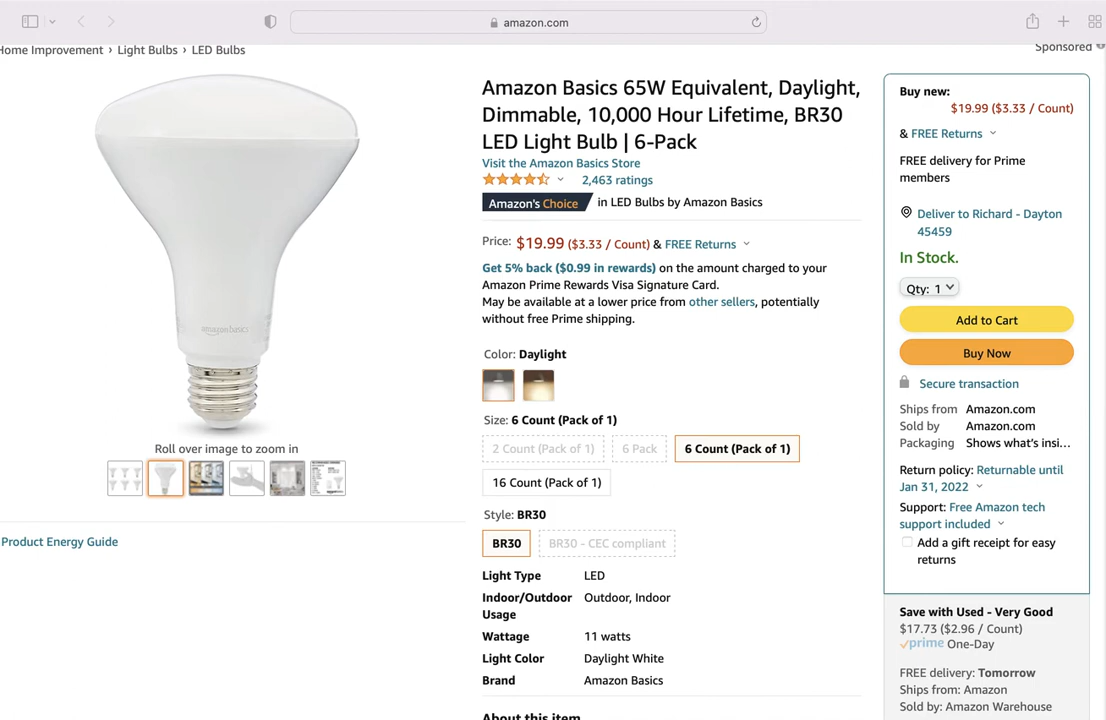 amazon.com
Home Improvement › Light Bulbs › LED Bulbs
Sponsored
amazon basics
Roll over image to zoom in
Product Energy Guide
Amazon Basics 65W Equivalent, Daylight,
Dimmable, 10,000 Hour Lifetime, BR30
LED Light Bulb | 6-Pack
Visit the Amazon Basics Store
2,463 ratings
Amazon's Choice in LED Bulbs by Amazon Basics
Price: $19.99 ($3.33 / Count) & FREE Returns
Get 5% back ($0.99 in rewards) on the amount charged to your
Amazon Prime Rewards Visa Signature Card.
May be available at a lower price from other sellers, potentially
without free Prime shipping.
Color: Daylight
Size: 6 Count (Pack of 1)
2 Count (Pack of 1) 6 Pack 6 Count (Pack of 1)
16 Count (Pack of 1)
Style: BR30
BR30 BR30 - CEC compliant
Light Type LED
Indoor/Outdoor Outdoor, Indoor
Usage
Wattage 11 watts
Light Color Daylight White
Brand Amazon Basics
About this item
Buy new:
$19.99 ($3.33 / Count)
& FREE Returns
FREE delivery for Prime
members
Deliver to Richard - Dayton
45459
In Stock.
Qty: 1
Add to Cart
Buy Now
Secure transaction
Ships from Amazon.com
Sold by Amazon.com
Packaging Shows what's insi...
Return policy: Returnable until
Jan 31, 2022
Support: Free Amazon tech
support included
Add a gift receipt for easy
returns
Save with Used - Very Good
$17.73 ($2.96 / Count)
prime One-Day
FREE delivery: Tomorrow
Ships from: Amazon
Sold by: Amazon Warehouse